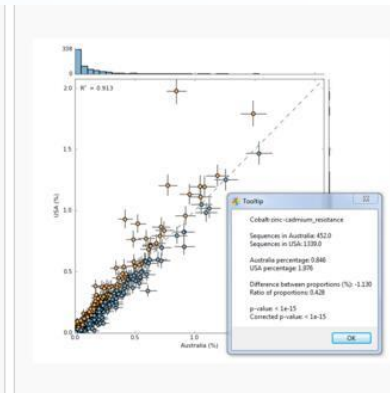 338
0
2.0
R² = 0.913
1.5
1.0
0.5
0.0
USA (%)
0.0
0.5
1.0
Australia (%)
ToolTip
Cobalt-zinc-cadmium_resistance
Sequences in Australia: 452.0
Sequences in USA: 1339.0
Australia percentage: 0.846
USA percentage: 1.976
Difference between proportions (%): -1.130
Ratio of proportions: 0.428
p-value: < 1e-15
Corrected p-value: < 1e-15
OK